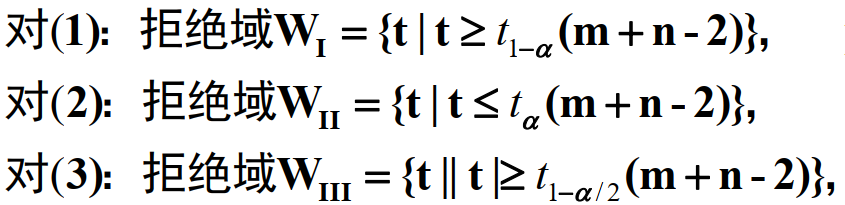 对(1)：拒绝域W_I = {t | t ≥ t_{1-α}(m + n - 2)},
对(2)：拒绝域W_II = {t | t ≤ t_α(m + n - 2)},
对(3)：拒绝域W_III = {t || t |≥ t_{1-α/2}(m + n - 2)},